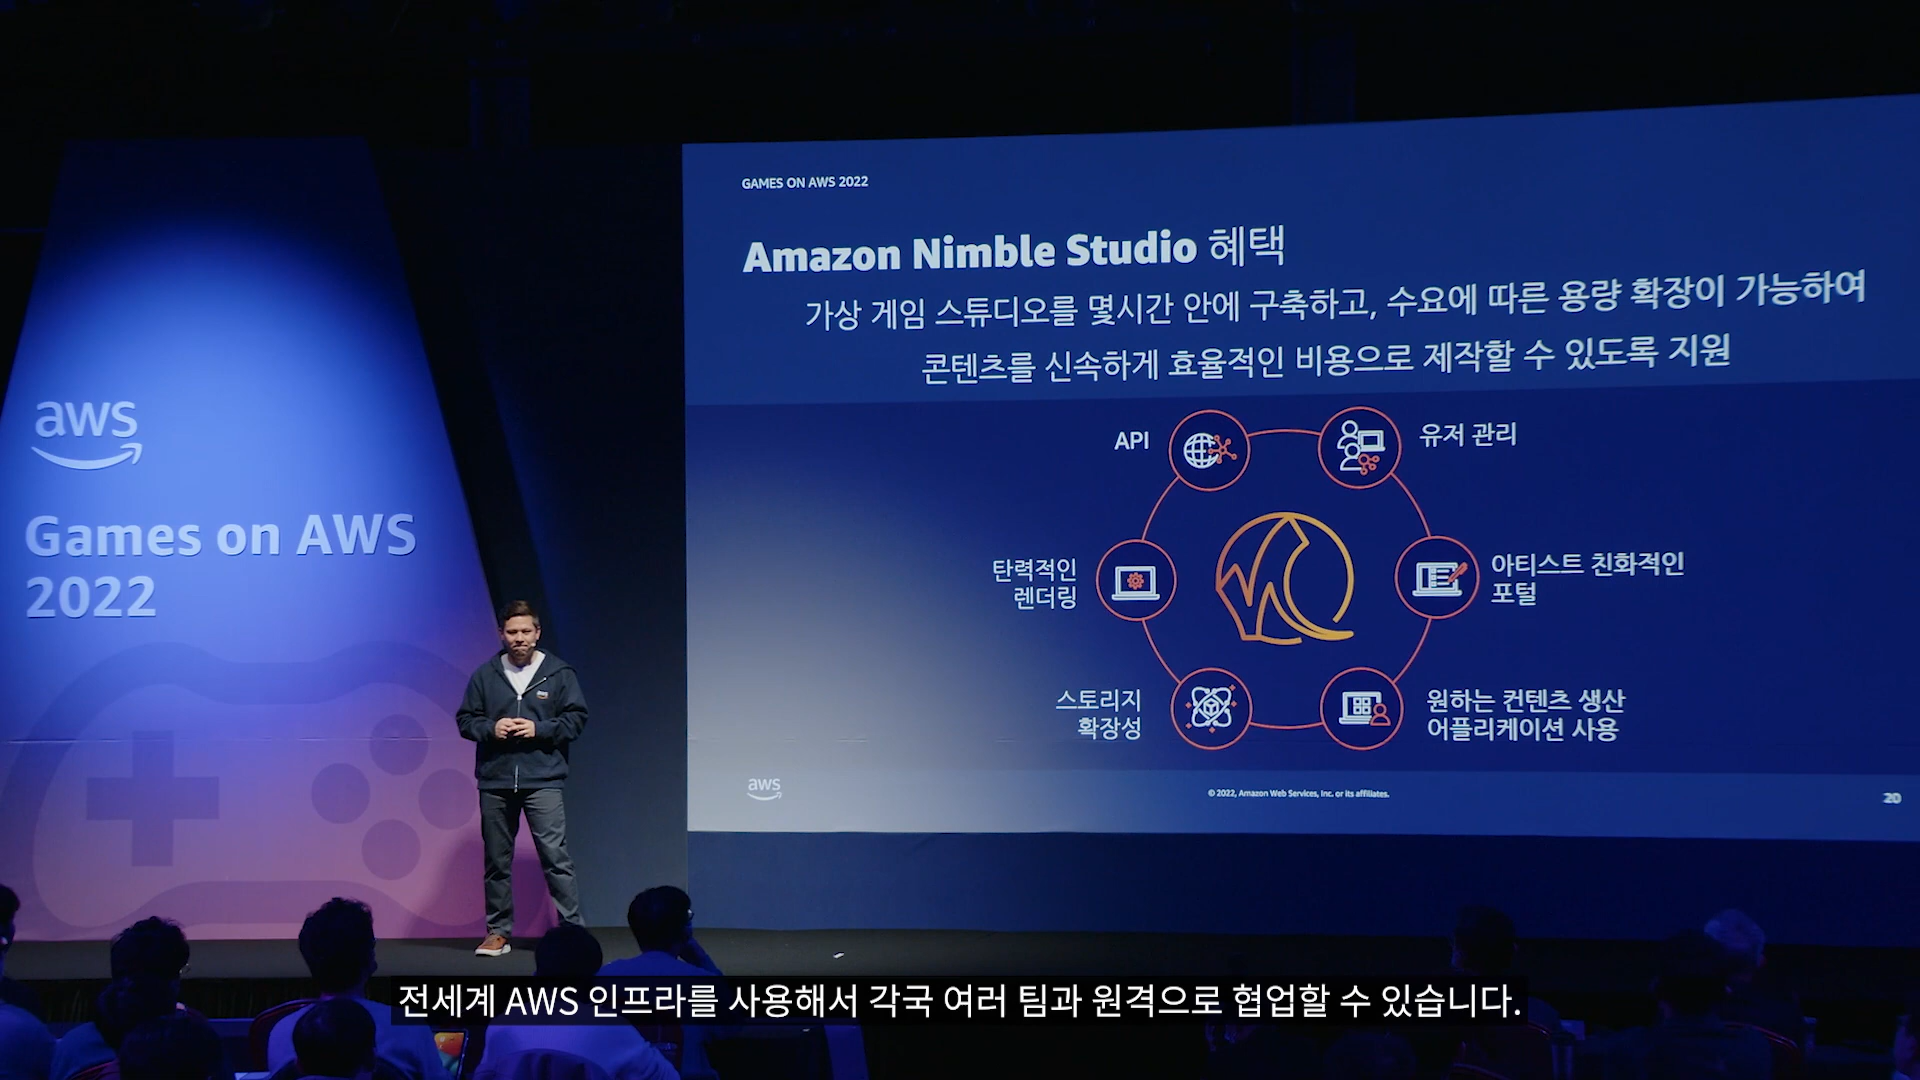 GAMES ON AWS 2022
Amazon Nimble Studio 혜택
가상 게임 스튜디오를 몇시간 안에 구축하고, 수요에 따른 용량 확장이 가능하여
콘텐츠를 신속하게 효율적인 비용으로 제작할 수 있도록 지원
API
유저 관리
탄력적인
렌더링
아티스트 친화적인
포털
스토리지
확장성
원하는 컨텐츠 생산
어플리케이션 사용
aws
© 2022, Amazon Web Services, Inc. or its affiliates.
20
aws
Games on AWS
2022
aws
전세계 AWS 인프라를 사용해서 각국 여러 팀과 원격으로 협업할 수 있습니다.